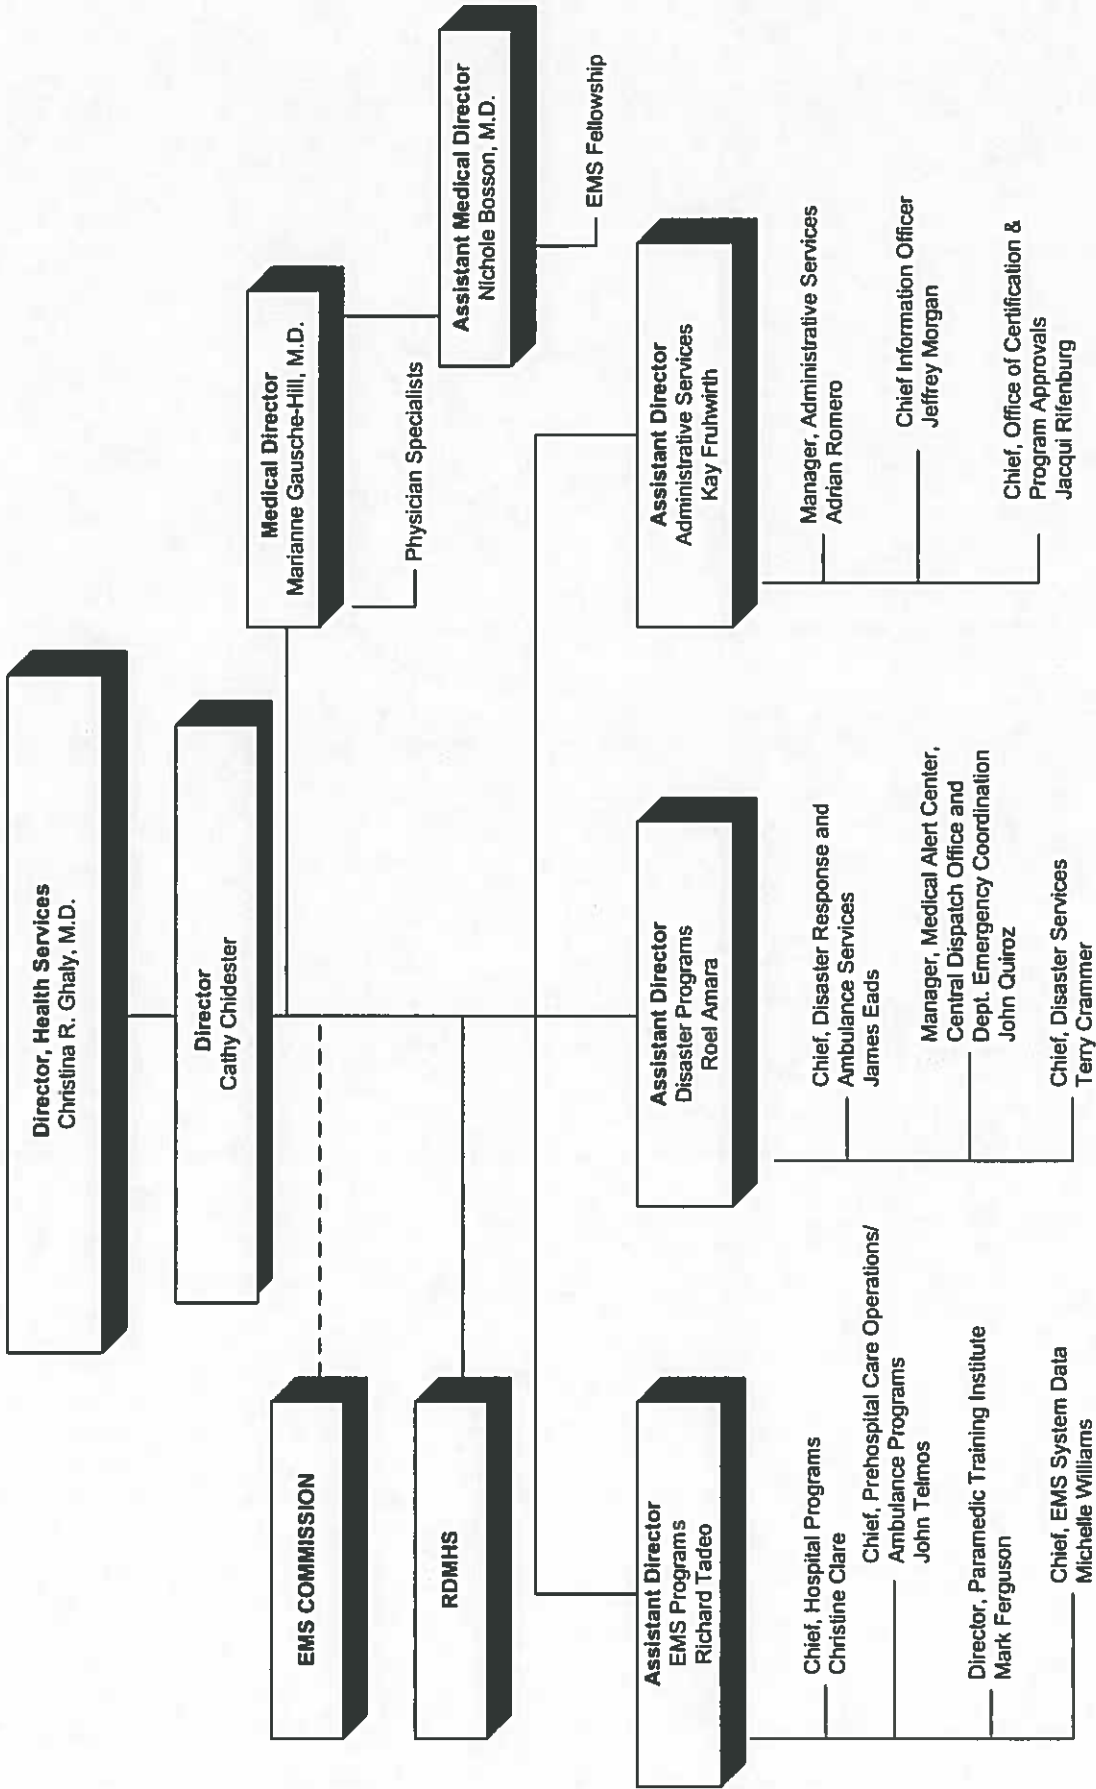 Director, Health Services
Christina R. Ghaly, M.D.
Director
Cathy Chidester
Medical Director
Marianne Gausche-Hill, M.D.
Physician Specialists
Assistant Medical Director
Nichole Bosson, M.D.
EMS Fellowship
EMS COMMISSION
RDMHS
Assistant Director
EMS Programs
Richard Tadeo
Chief, Hospital Programs
Christine Clare
Chief, Prehospital Care Operations/
Ambulance Programs
John Telmos
Director, Paramedic Training Institute
Mark Ferguson
Chief, EMS System Data
Michelle Williams
Assistant Director
Disaster Programs
Roel Amara
Chief, Disaster Response and
Ambulance Services
James Eads
Manager, Medical Alert Center,
Central Dispatch Office and
Dept. Emergency Coordination
John Quiroz
Chief, Disaster Services
Terry Crammer
Assistant Director
Administrative Services
Kay Fruhwirth
Manager, Administrative Services
Adrian Romero
Chief Information Officer
Jeffrey Morgan
Chief, Office of Certification &
Program Approvals
Jacqui Rifenburg